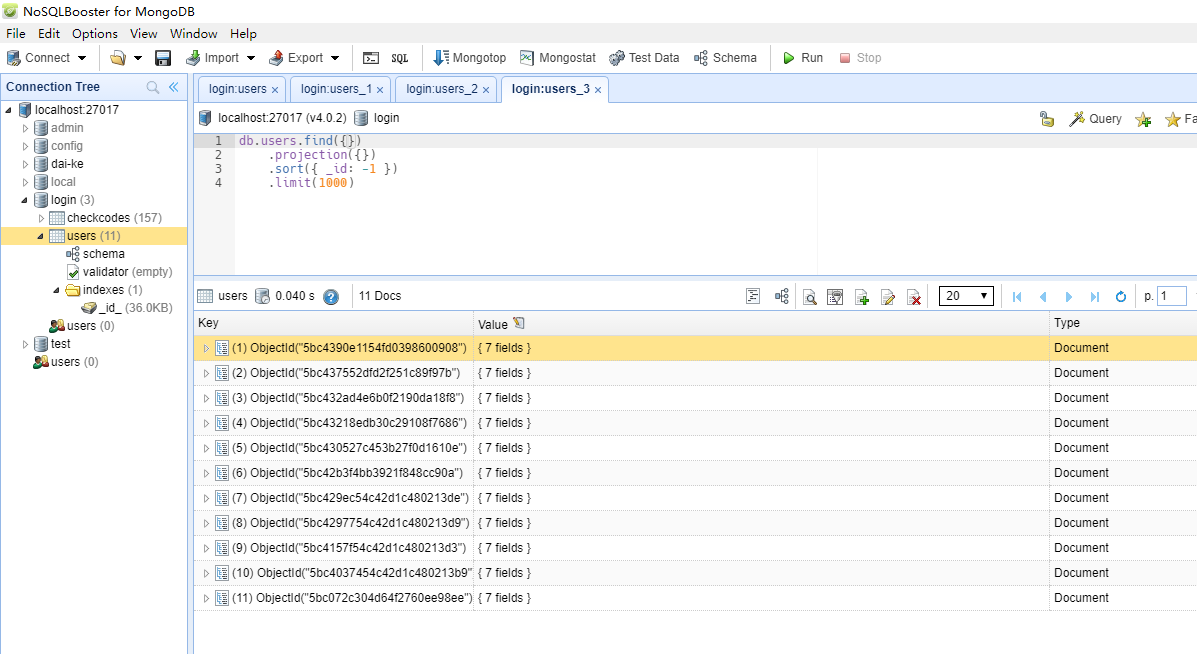 NoSQLBooster for MongoDB
File Edit Options View Window Help
Connect Import Export SQL Mongotop Mongostat Test Data Schema Run Stop
Connection Tree
localhost:27017
admin
config
dai-ke
local
login (3)
checkcodes (157)
users (11)
schema
validator (empty)
indexes (1)
_id_ (36.0KB)
users (0)
test
users (0)
login:users × login:users_1 × login:users_2 × login:users_3 ×
localhost:27017 (v4.0.2) login Query Fa
1 db.users.find({})
2 .projection({})
3 .sort({ _id: -1 })
4 .limit(1000)
users 0.040 s ? 11 Docs 20 p. 1
Key Value Type
(1) ObjectId("5bc4390e1154fd0398600908") { 7 fields } Document
(2) ObjectId("5bc437552dfd2f251c89f97b") { 7 fields } Document
(3) ObjectId("5bc432ad4e6b0f2190da18f8") { 7 fields } Document
(4) ObjectId("5bc43218edb30c29108f7686") { 7 fields } Document
(5) ObjectId("5bc430527c453b27f0d1610e") { 7 fields } Document
(6) ObjectId("5bc42b3f4bb3921f848cc90a") { 7 fields } Document
(7) ObjectId("5bc429ec54c42d1c480213de") { 7 fields } Document
(8) ObjectId("5bc4297754c42d1c480213d9") { 7 fields } Document
(9) ObjectId("5bc4157f54c42d1c480213d3") { 7 fields } Document
(10) ObjectId("5bc4037454c42d1c480213b9" { 7 fields } Document
(11) ObjectId("5bc072c304d64f2760ee98ee") { 7 fields } Document